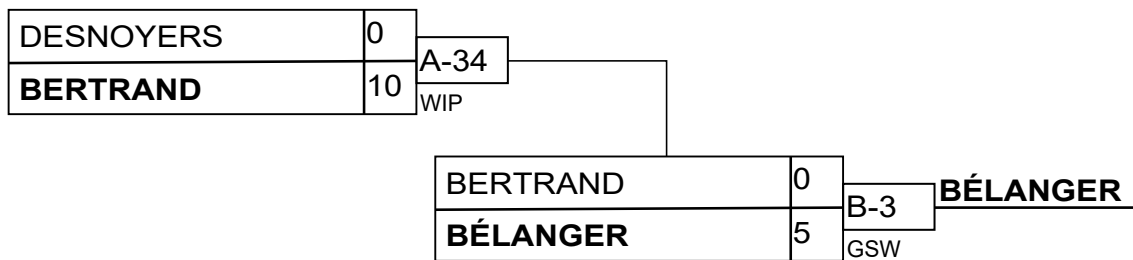 DESNOYERS 0
A-34
BERTRAND 10
WIP
BERTRAND 0
B-3
BÉLANGER
BÉLANGER 5
GSW